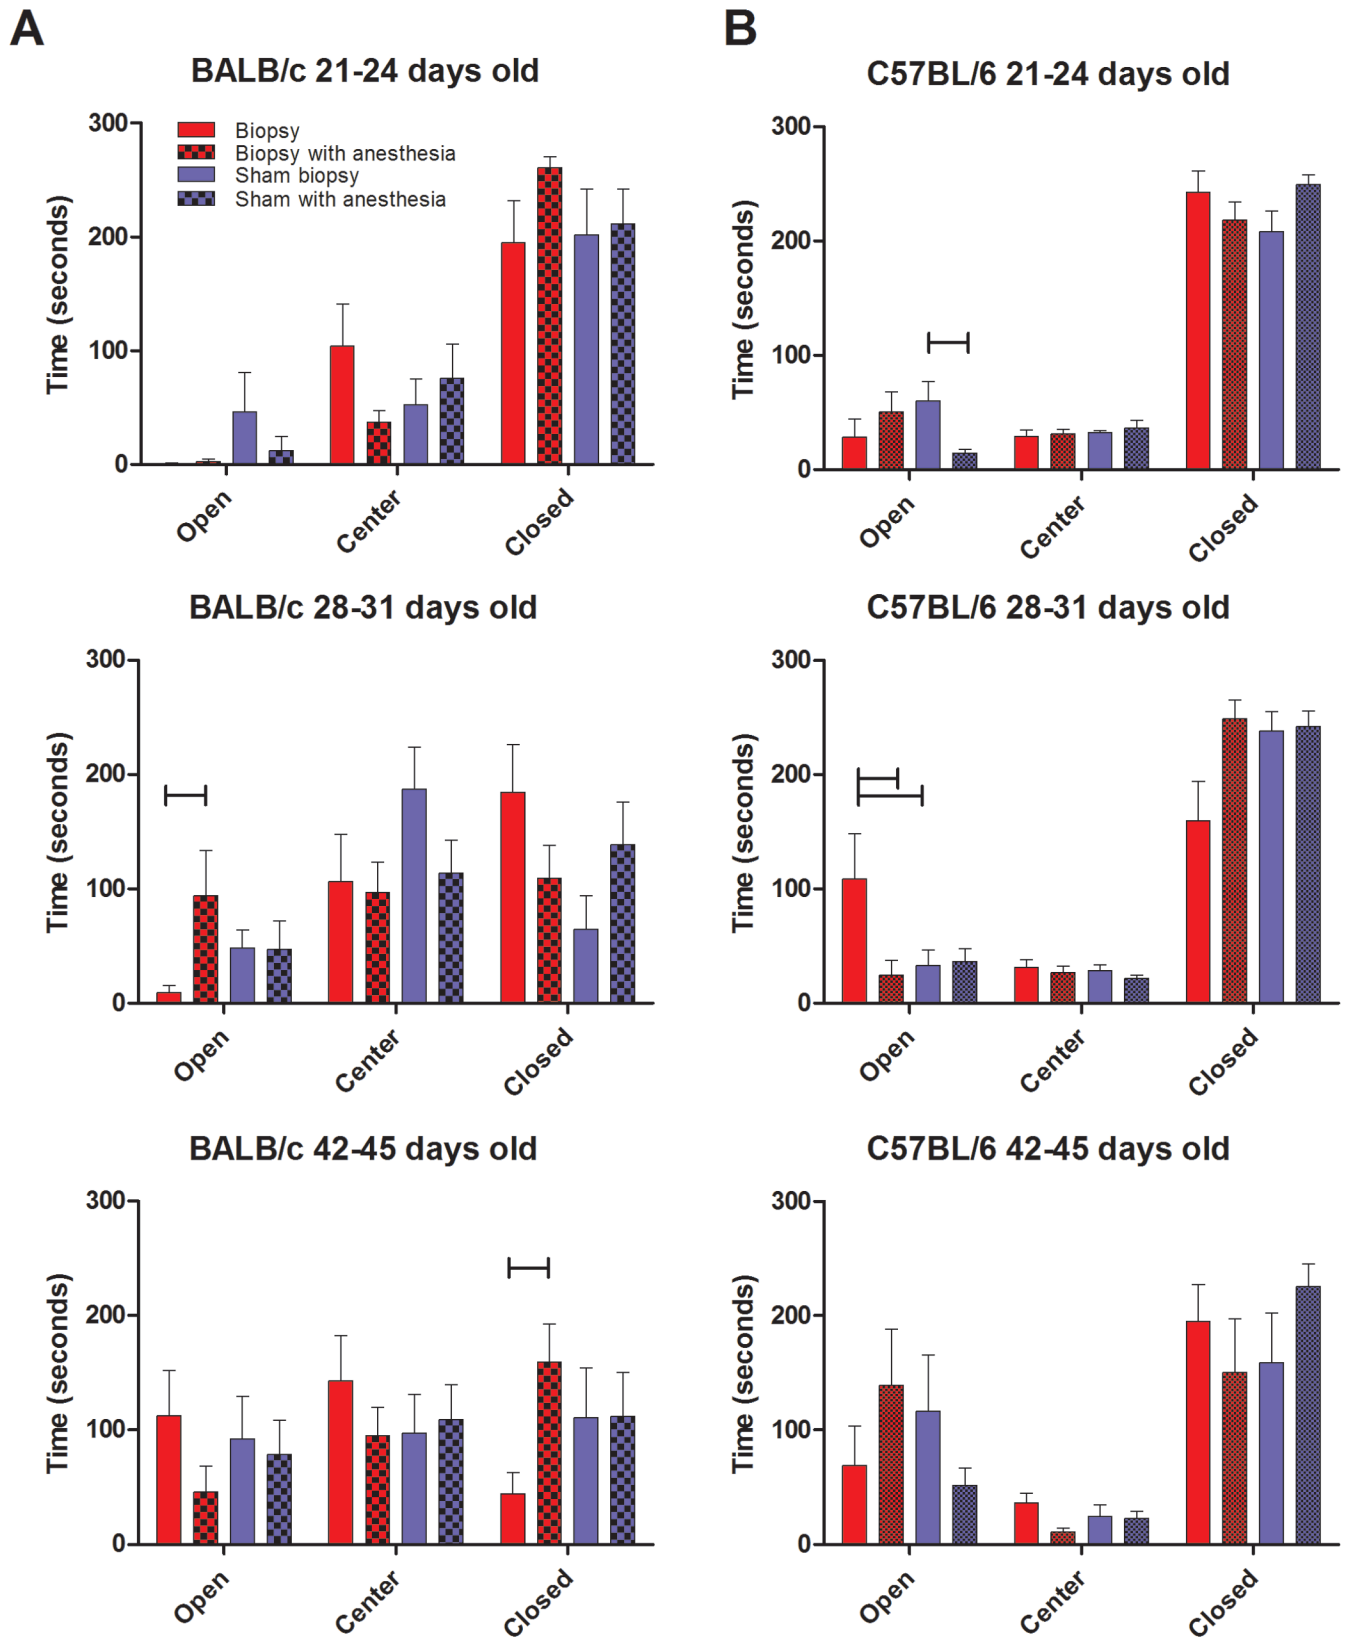 A
BALB/c 21-24 days old
300
200
100
0
Time (seconds)
Biopsy
Biopsy with anesthesia
Sham biopsy
Sham with anesthesia
Open
Center
Closed
B
C57BL/6 21-24 days old
300
200
100
0
Time (seconds)
Open
Center
Closed
BALB/c 28-31 days old
300
200
100
0
Time (seconds)
Open
Center
Closed
C57BL/6 28-31 days old
300
200
100
0
Time (seconds)
Open
Center
Closed
BALB/c 42-45 days old
300
200
100
0
Time (seconds)
Open
Center
Closed
C57BL/6 42-45 days old
300
200
100
0
Time (seconds)
Open
Center
Closed